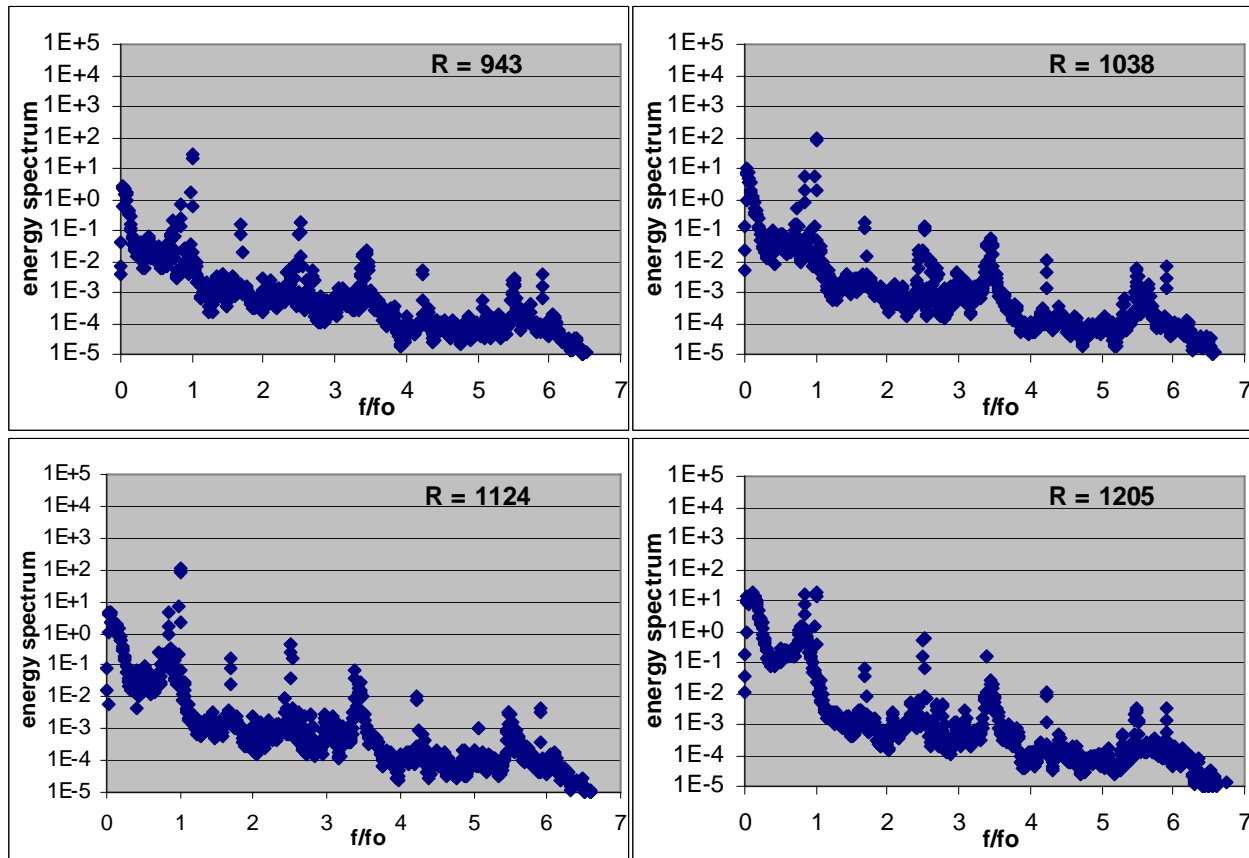 R = 943
energy spectrum
1E+5
1E+4
1E+3
1E+2
1E+1
1E+0
1E-1
1E-2
1E-3
1E-4
1E-5
0 1 2 3 4 5 6 7
f/fo
R = 1038
energy spectrum
1E+5
1E+4
1E+3
1E+2
1E+1
1E+0
1E-1
1E-2
1E-3
1E-4
1E-5
0 1 2 3 4 5 6 7
f/fo
R = 1124
energy spectrum
1E+5
1E+4
1E+3
1E+2
1E+1
1E+0
1E-1
1E-2
1E-3
1E-4
1E-5
0 1 2 3 4 5 6 7
f/fo
R = 1205
energy spectrum
1E+5
1E+4
1E+3
1E+2
1E+1
1E+0
1E-1
1E-2
1E-3
1E-4
1E-5
0 1 2 3 4 5 6 7
f/fo